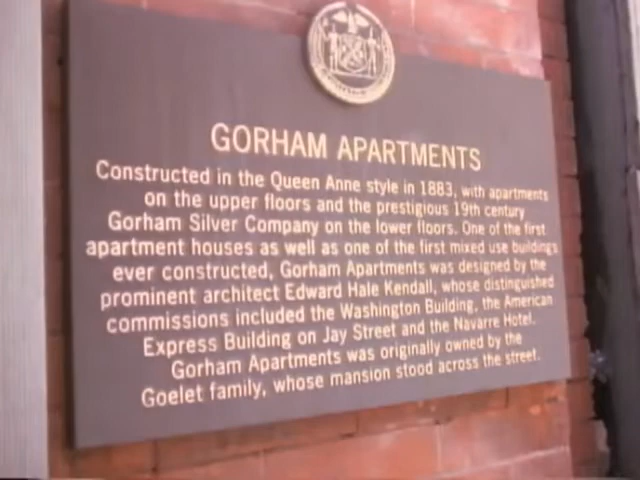 GORHAM APARTMENTS
Constructed in the Queen Anne style in 1883, with apartments
on the upper floors and the prestigious 19th century
Gorham Silver Company on the lower floors. One of the first
apartment houses as well as one of the first mixed use buildings
ever constructed, Gorham Apartments was designed by the
prominent architect Edward Hale Kendall, whose distinguished
commissions included the Washington Building, the American
Express Building on Jay Street and the Navarre Hotel.
Gorham Apartments was originally owned by the
Goelet family, whose mansion stood across the street.